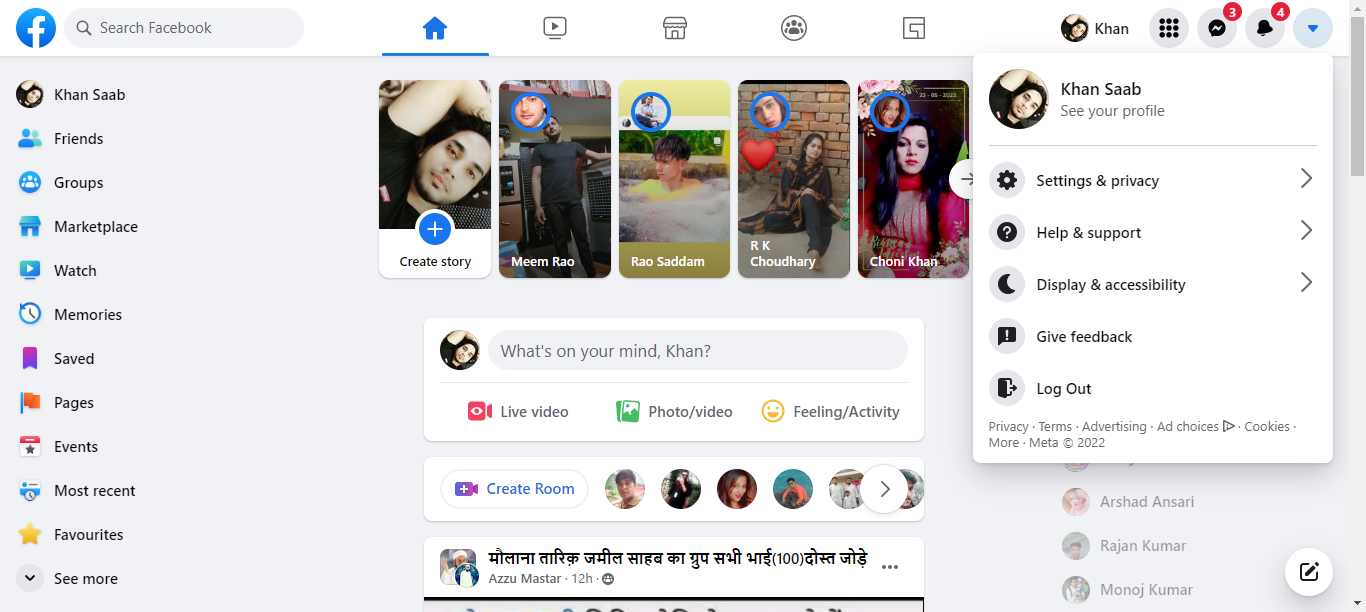 Search Facebook
Khan
3
4
Khan Saab
Friends
Groups
Marketplace
Watch
Memories
Saved
Pages
Events
Most recent
Favourites
See more
Create story
Meem Rao
Rao Saddam
R K
Choudhary
23 - 05 - 2022
Choni Khan
What's on your mind, Khan?
Live video
Photo/video
Feeling/Activity
Create Room
मौलाना तारिक़ जमील साहब का ग्रुप सभी भाई(100)दोस्त जोड़े
Azzu Mastar · 12h ·
Khan Saab
See your profile
Settings & privacy
Help & support
Display & accessibility
Give feedback
Log Out
Privacy · Terms · Advertising · Ad choices · Cookies ·
More · Meta © 2022
Arshad Ansari
Rajan Kumar
Monoj Kumar